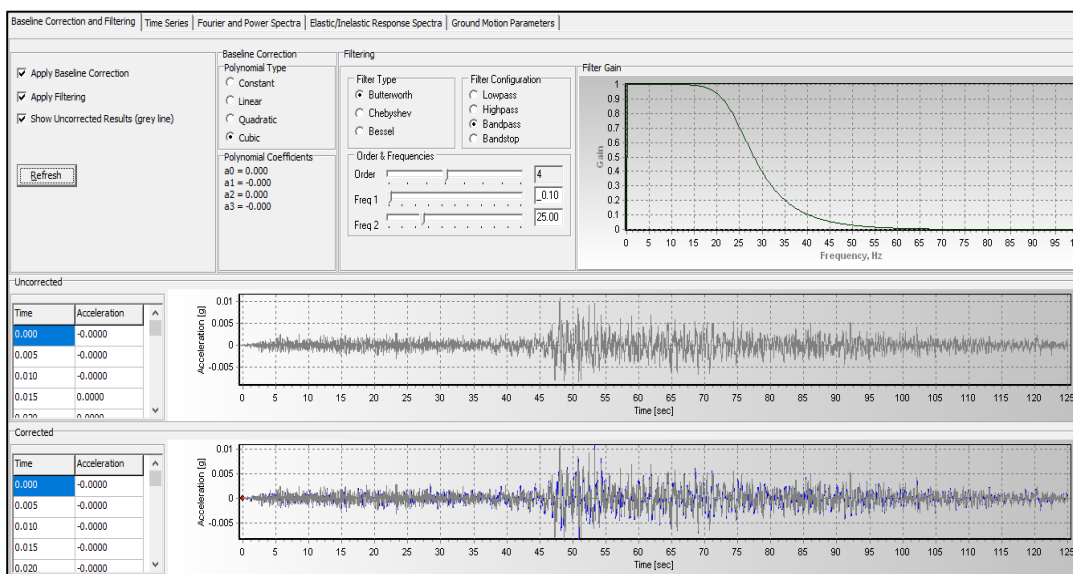 Baseline Correction and Filtering Time Series Fourier and Power Spectra Elastic/Inelastic Response Spectra Ground Motion Parameters
Apply Baseline Correction
Apply Filtering
Show Uncorrected Results (grey line)
Refresh
Baseline Correction
Polynomial Type
Constant
Linear
Quadratic
Cubic
Polynomial Coefficients
a0 = 0.000
a1 = -0.000
a2 = 0.000
a3 = -0.000
Filtering
Filter Type
Butterworth
Chebyshev
Bessel
Filter Configuration
Lowpass
Highpass
Bandpass
Bandstop
Order & Frequencies
Order 4
Freq 1 _0.10
Freq 2 25.00
Filter Gain
Gain
1
0.9
0.8
0.7
0.6
0.5
0.4
0.3
0.2
0.1
0
0 5 10 15 20 25 30 35 40 45 50 55 60 65 70 75 80 85 90 95
Frequency, Hz
Uncorrected
Time Acceleration
0.000 -0.0000
0.005 -0.0000
0.010 -0.0000
0.015 0.0000
0.020 0.0000
Acceleration [g]
0.01
0.005
0
-0.005
0 5 10 15 20 25 30 35 40 45 50 55 60 65 70 75 80 85 90 95 100 105 110 115 120 125
Time [sec]
Corrected
Time Acceleration
0.000 -0.0000
0.005 -0.0000
0.010 -0.0000
0.015 -0.0000
0.020 -0.0000
Acceleration [g]
0.01
0.005
0
-0.005
0 5 10 15 20 25 30 35 40 45 50 55 60 65 70 75 80 85 90 95 100 105 110 115 120 125
Time [sec]